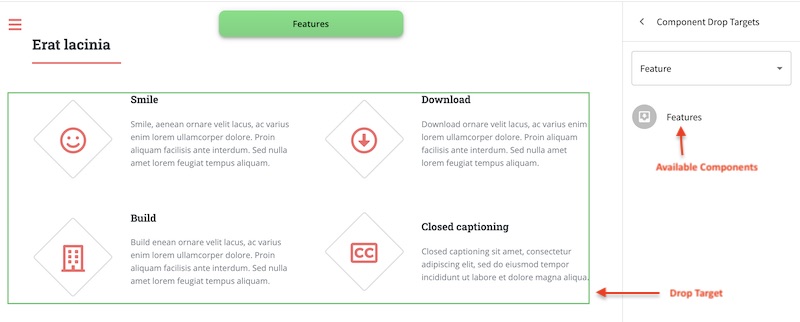 Features
Erat lacinia
Smile
Smile, aenean ornare velit lacus, ac varius
enim lorem ullamcorper dolore. Proin
aliquam facilisis ante interdum. Sed nulla
amet lorem feugiat tempus aliquam.
Download
Download ornare velit lacus, ac varius enim
lorem ullamcorper dolore. Proin aliquam
facilisis ante interdum. Sed nulla amet
lorem feugiat tempus aliquam.
Build
Build enean ornare velit lacus, ac varius
enim lorem ullamcorper dolore. Proin
aliquam facilisis ante interdum. Sed nulla
amet lorem feugiat tempus aliquam.
CC
Closed captioning
Closed captioning sit amet, consectetur
adipiscing elit, sed do eiusmod tempor
incididunt ut labore et dolore magna aliqua.
Component Drop Targets
Feature
Features
Available Components
Drop Target